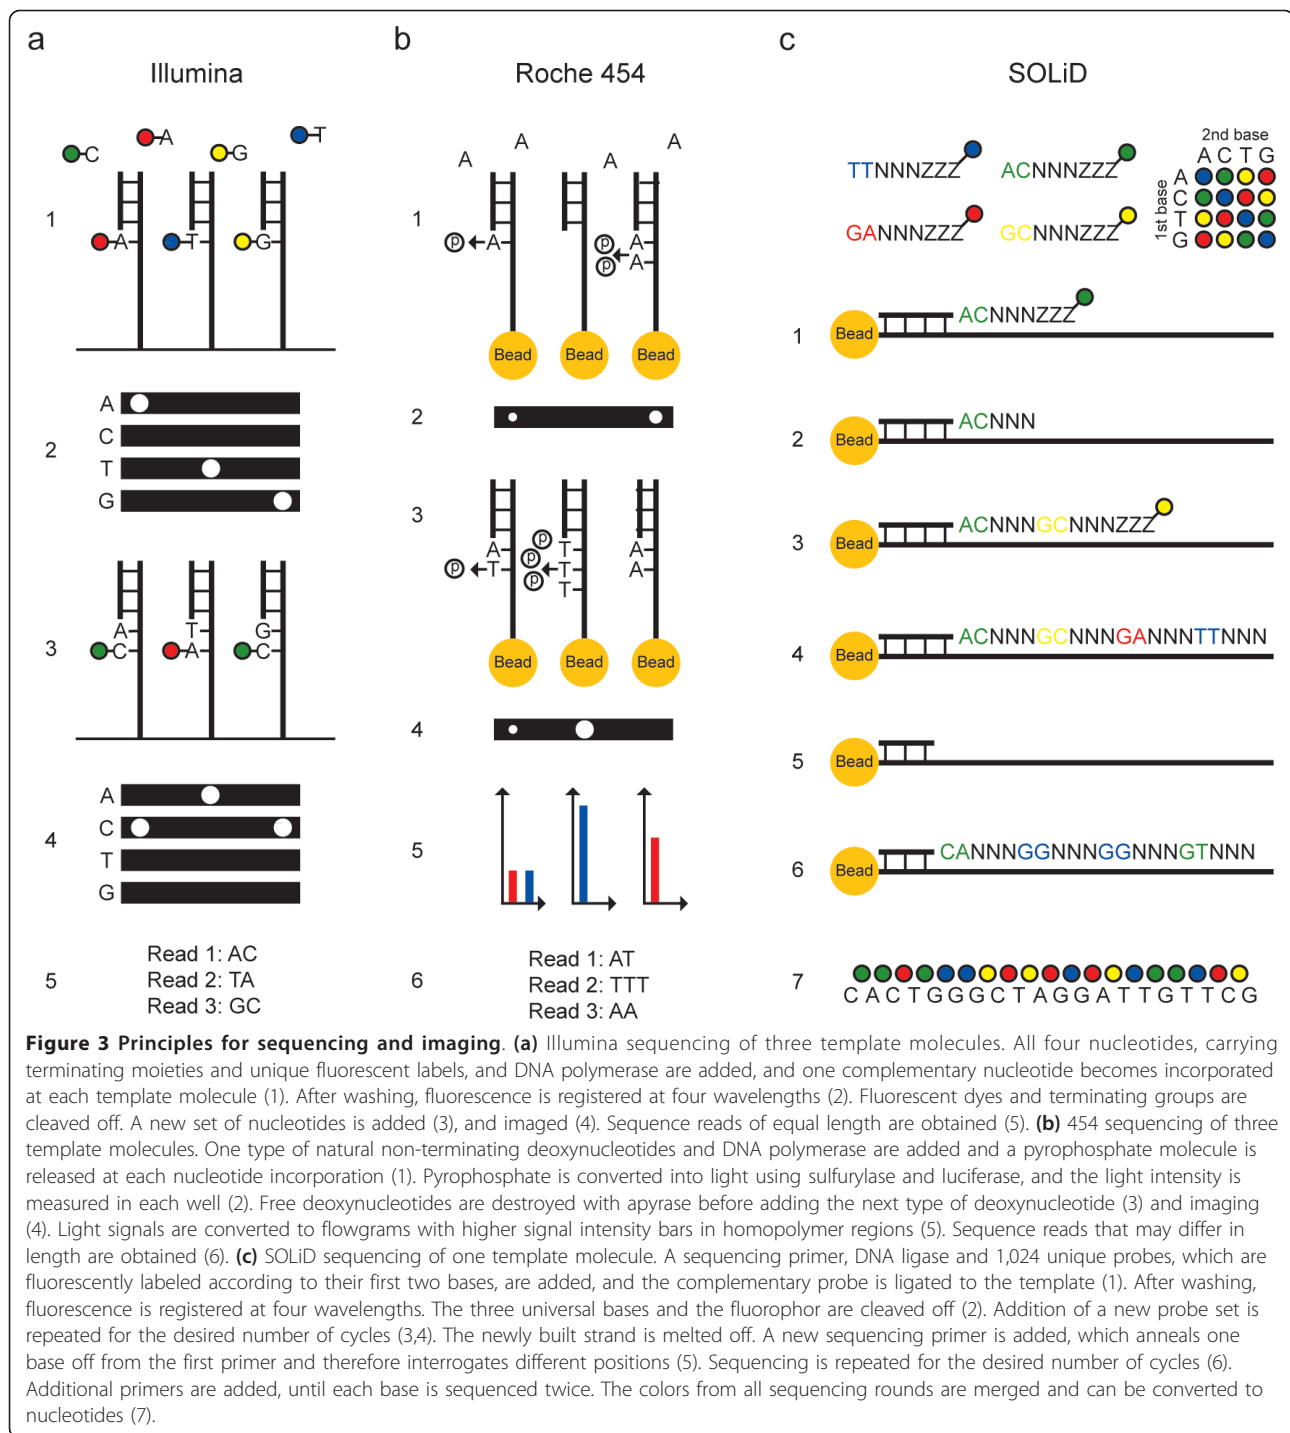 a
Illumina
C
A
G
T
1
A
T
G
2
A
C
T
G
3
A
C
T
A
G
C
4
A
C
T
G
5
Read 1: AC
Read 2: TA
Read 3: GC
b
Roche 454
A
A
A
A
1
P
A
P
P
A
A
Bead
Bead
Bead
2
3
A
T
P
P
P
P
T
T
T
A
A
Bead
Bead
Bead
4
5
6
Read 1: AT
Read 2: TTT
Read 3: AA
c
SOLiD
TTNNNZZZ
ACNNNZZZ
GANNNZZZ
GCNNNZZZ
2nd base
A C T G
1st base
A
C
T
G
1
Bead
ACNNNZZZ
2
Bead
ACNNN
3
Bead
ACNNNGCNNNZZZ
4
Bead
ACNNNGCNNNGANNNTTNNN
5
Bead
6
Bead
CANNNGGNNNGGNNNGTNNN
7
C A C T G G G C T A G G A T T G T T C G
Figure 3 Principles for sequencing and imaging. (a) Illumina sequencing of three template molecules. All four nucleotides, carrying
terminating moieties and unique fluorescent labels, and DNA polymerase are added, and one complementary nucleotide becomes incorporated
at each template molecule (1). After washing, fluorescence is registered at four wavelengths (2). Fluorescent dyes and terminating groups are
cleaved off. A new set of nucleotides is added (3), and imaged (4). Sequence reads of equal length are obtained (5). (b) 454 sequencing of three
template molecules. One type of natural non-terminating deoxynucleotides and DNA polymerase are added and a pyrophosphate molecule is
released at each nucleotide incorporation (1). Pyrophosphate is converted into light using sulfurylase and luciferase, and the light intensity is
measured in each well (2). Free deoxynucleotides are destroyed with apyrase before adding the next type of deoxynucleotide (3) and imaging
(4). Light signals are converted to flowgrams with higher signal intensity bars in homopolymer regions (5). Sequence reads that may differ in
length are obtained (6). (c) SOLiD sequencing of one template molecule. A sequencing primer, DNA ligase and 1,024 unique probes, which are
fluorescently labeled according to their first two bases, are added, and the complementary probe is ligated to the template (1). After washing,
fluorescence is registered at four wavelengths. The three universal bases and the fluorophor are cleaved off (2). Addition of a new probe set is
repeated for the desired number of cycles (3,4). The newly built strand is melted off. A new sequencing primer is added, which anneals one
base off from the first primer and therefore interrogates different positions (5). Sequencing is repeated for the desired number of cycles (6).
Additional primers are added, until each base is sequenced twice. The colors from all sequencing rounds are merged and can be converted to
nucleotides (7).